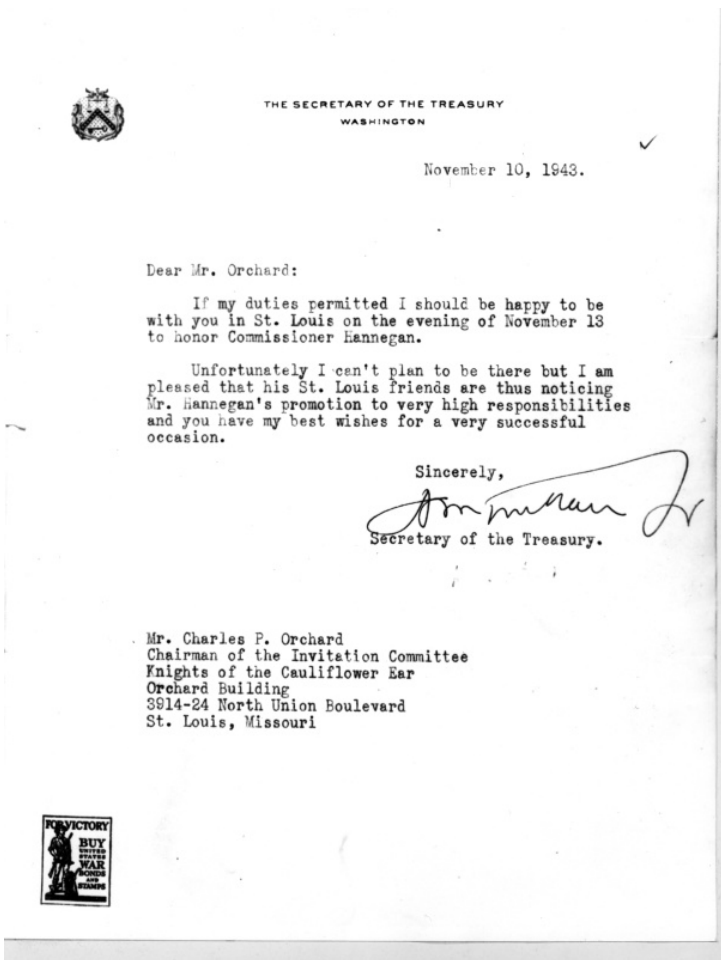 THE SECRETARY OF THE TREASURY
WASHINGTON
November 10, 1943.
Dear Mr. Orchard:
If my duties permitted I should be happy to be
with you in St. Louis on the evening of November 13
to honor Commissioner Hannegan.
Unfortunately I can't plan to be there but I am
pleased that his St. Louis friends are thus noticing
Mr. Hannegan's promotion to very high responsibilities
and you have my best wishes for a very successful
occasion.
Sincerely,
Jr
Secretary of the Treasury.
Mr. Charles P. Orchard
Chairman of the Invitation Committee
Knights of the Cauliflower Ear
Orchard Building
3914-24 North Union Boulevard
St. Louis, Missouri
FOR VICTORY
BUY
UNITED
STATES
WAR
BONDS
AND
STAMPS